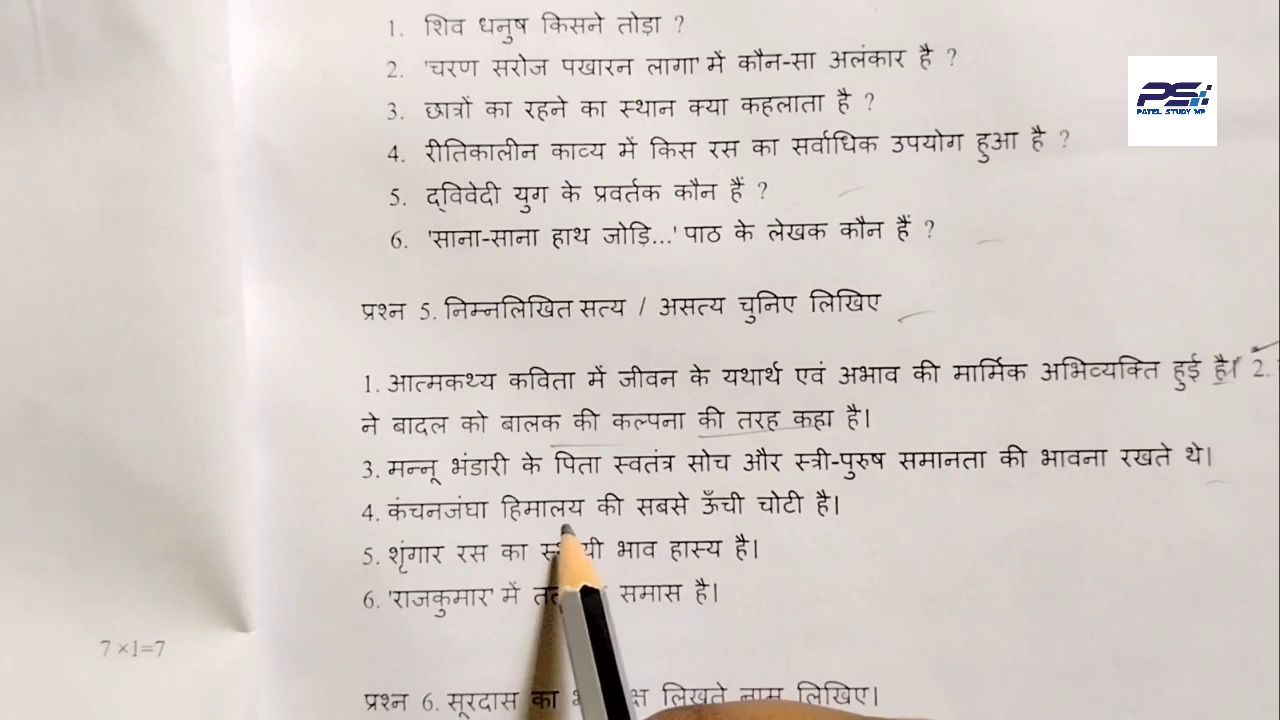 1. शिव धनुष किसने तोड़ा ?
2. 'चरण सरोज पखारन लागा' में कौन-सा अलंकार है ?
PS
PATEL STUDY MP
3. छात्रों का रहने का स्थान क्या कहलाता है ?
4. रीतिकालीन काव्य में किस रस का सर्वाधिक उपयोग हुआ है ?
5. द्विवेदी युग के प्रवर्तक कौन हैं ?
6. 'साना-साना हाथ जोड़ि...' पाठ के लेखक कौन हैं ?
प्रश्न 5. निम्नलिखित सत्य / असत्य चुनिए लिखिए
1. आत्मकथ्य कविता में जीवन के यथार्थ एवं अभाव की मार्मिक अभिव्यक्ति हुई है। 2.
ने बादल को बालक की कल्पना की तरह कहा है।
3. मन्नू भंडारी के पिता स्वतंत्र सोच और स्त्री-पुरुष समानता की भावना रखते थे।
4. कंचनजंघा हिमालय की सबसे ऊँची चोटी है।
5. शृंगार रस का भाव हास्य है।
6. 'राजकुमार' में समास है।
7×1=7
प्रश्न 6. सूरदास का लिखते नाम लिखिए।